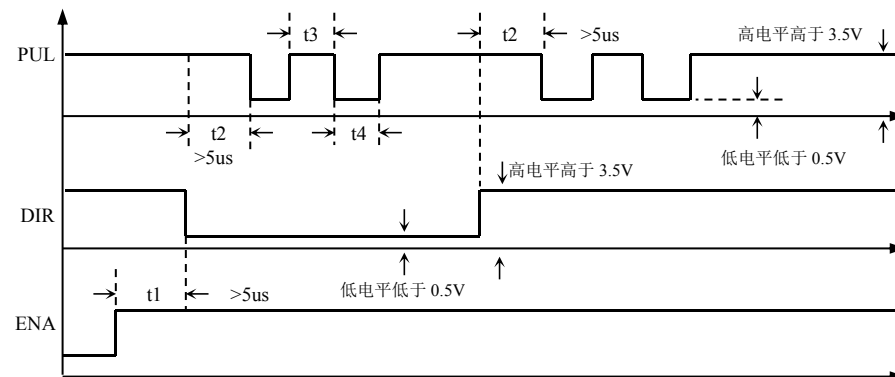 t3
t2
>5us
高电平高于 3.5V
PUL
t2
t4
>5us
低电平低于 0.5V
高电平高于 3.5V
DIR
低电平低于 0.5V
t1
>5us
ENA